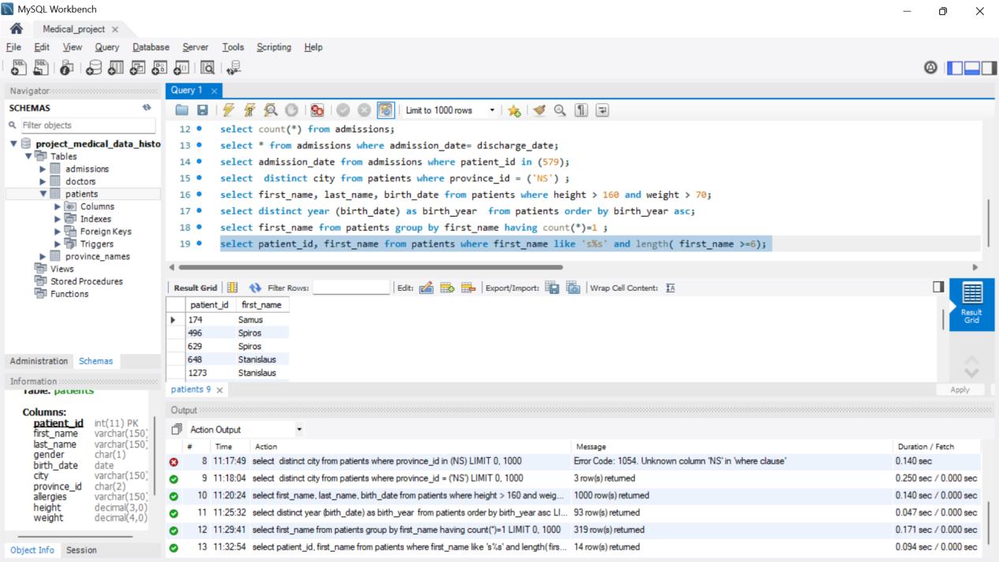 MySQL Workbench
Medical_project
File Edit View Query Database Server Tools Scripting Help
Navigator
SCHEMAS
Filter objects
project_medical_data_histo
Tables
admissions
doctors
patients
Columns
Indexes
Foreign Keys
Triggers
province_names
Views
Stored Procedures
Functions
Administration Schemas
Information
Table: patients
Columns:
patient_id int(11) PK
first_name varchar(150)
last_name varchar(150)
gender char(1)
birth_date date
city varchar(150)
province_id char(2)
allergies varchar(150)
height decimal(3,0)
weight decimal(4,0)
Object Info Session
Query 1
Limit to 1000 rows
12 select count(*) from admissions;
13 select * from admissions where admission_date= discharge_date;
14 select admission_date from admissions where patient_id in (579);
15 select  distinct city from patients where province_id = ('NS') ;
16 select first_name, last_name, birth_date from patients where height > 160 and weight > 70;
17 select distinct year (birth_date) as birth_year  from patients order by birth_year asc;
18 select first_name from patients group by first_name having count(*)=1 ;
19 select patient_id, first_name from patients where first_name like 's%s' and length( first_name >=6);
Result Grid Filter Rows: Edit: Export/Import: Wrap Cell Content: IA
patient_id first_name
174 Samus
496 Spiros
629 Spiros
648 Stanislaus
1273 Stanislaus
Result Grid
patients 9
Apply
Output
Action Output
# Time Action Message Duration / Fetch
8 11:17:49 select  distinct city from patients where province_id in (NS) LIMIT 0, 1000 Error Code: 1054. Unknown column 'NS' in 'where clause' 0.140 sec
9 11:18:04 select  distinct city from patients where province_id = ('NS') LIMIT 0, 1000 3 row(s) returned 0.250 sec / 0.000 sec
10 11:20:24 select first_name, last_name, birth_date from patients where height > 160 and weig... 1000 row(s) returned 0.140 sec / 0.000 sec
11 11:25:32 select distinct year (birth_date) as birth_year  from patients order by birth_year asc LI... 93 row(s) returned 0.047 sec / 0.000 sec
12 11:29:41 select first_name from patients group by first_name having count(*)=1 LIMIT 0, 1000 319 row(s) returned 0.171 sec / 0.000 sec
13 11:32:54 select patient_id, first_name from patients where first_name like 's%s' and length( firs... 14 row(s) returned 0.094 sec / 0.000 sec